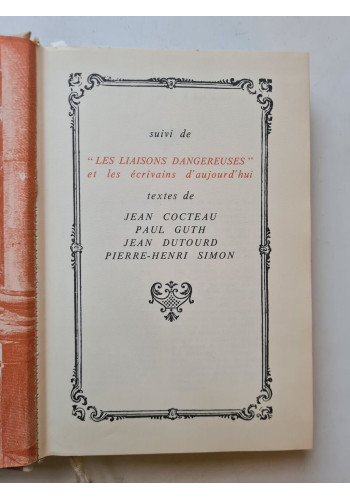 suivi de
“LES LIAISONS DANGEREUSES”
et les écrivains d'aujourd'hui
textes de
JEAN COCTEAU
PAUL GUTH
JEAN DUTOURD
PIERRE-HENRI SIMON